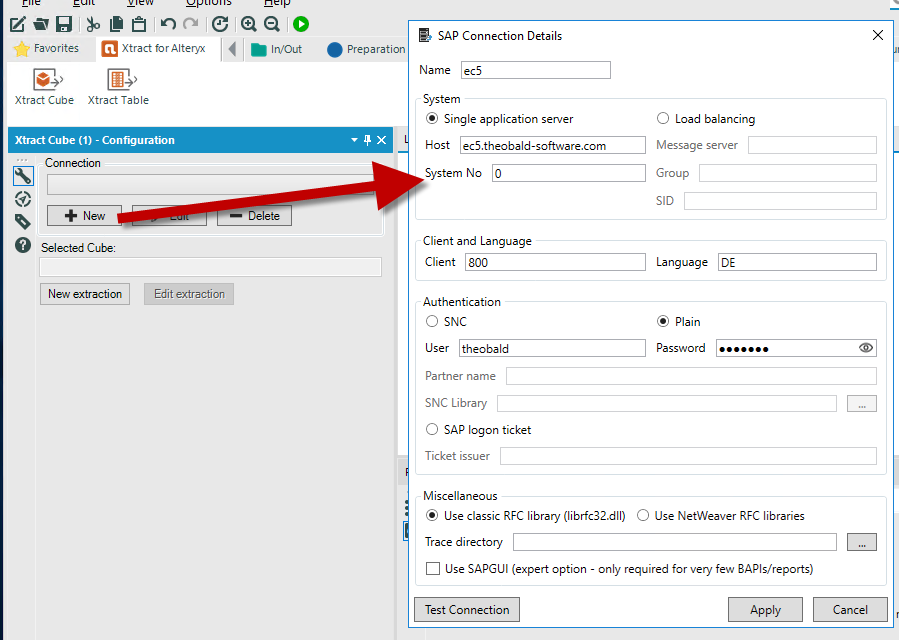 File Edit View Options Help
Favorites
Xtract for Alteryx
In/Out
Preparation
Xtract Cube
Xtract Table
Xtract Cube (1) - Configuration
Connection
New
Edit
Delete
Selected Cube:
New extraction
Edit extraction
SAP Connection Details
Name ec5
System
Single application server
Load balancing
Host ec5.theobald-software.com
Message server
System No 0
Group
SID
Client and Language
Client 800
Language DE
Authentication
SNC
Plain
User theobald
Password ●●●●●●●
Partner name
SNC Library
...
SAP logon ticket
Ticket issuer
Miscellaneous
Use classic RFC library (librfc32.dll)
Use NetWeaver RFC libraries
Trace directory
...
Use SAPGUI (expert option - only required for very few BAPIs/reports)
Test Connection
Apply
Cancel